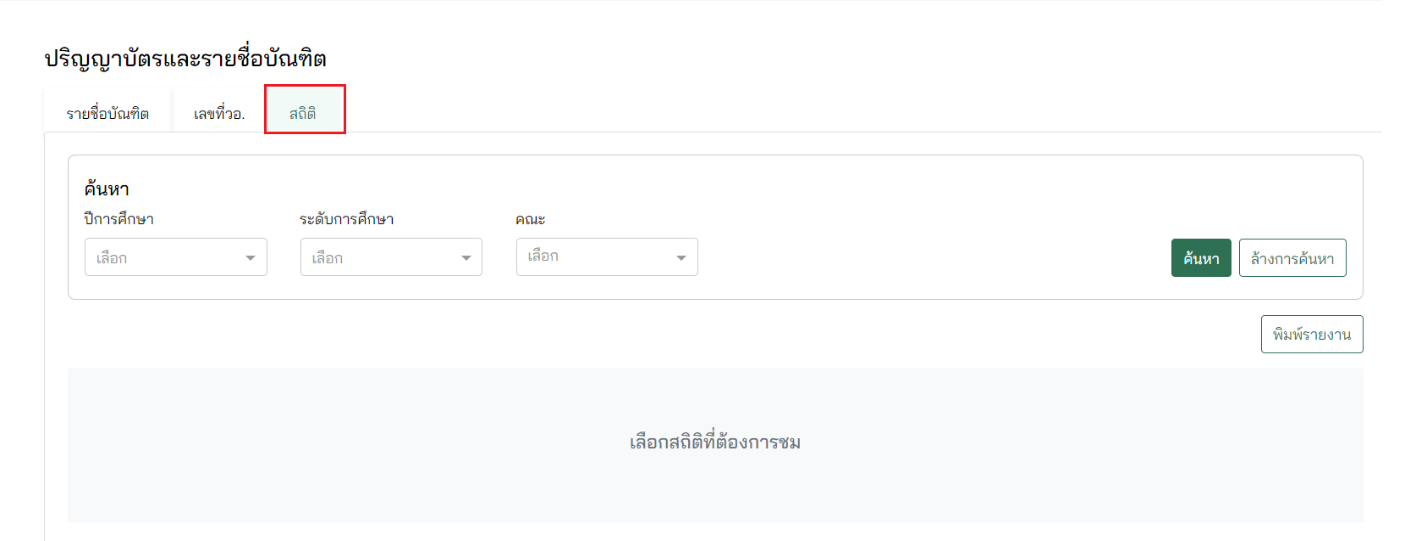 ปริญญาบัตรและรายชื่อบัณฑิต
รายชื่อบัณฑิต เลขที่วอ. สถิติ
ค้นหา
ปีการศึกษา ระดับการศึกษา คณะ
เลือก เลือก เลือก ค้นหา ล้างการค้นหา
พิมพ์รายงาน
เลือกสถิติที่ต้องการชม